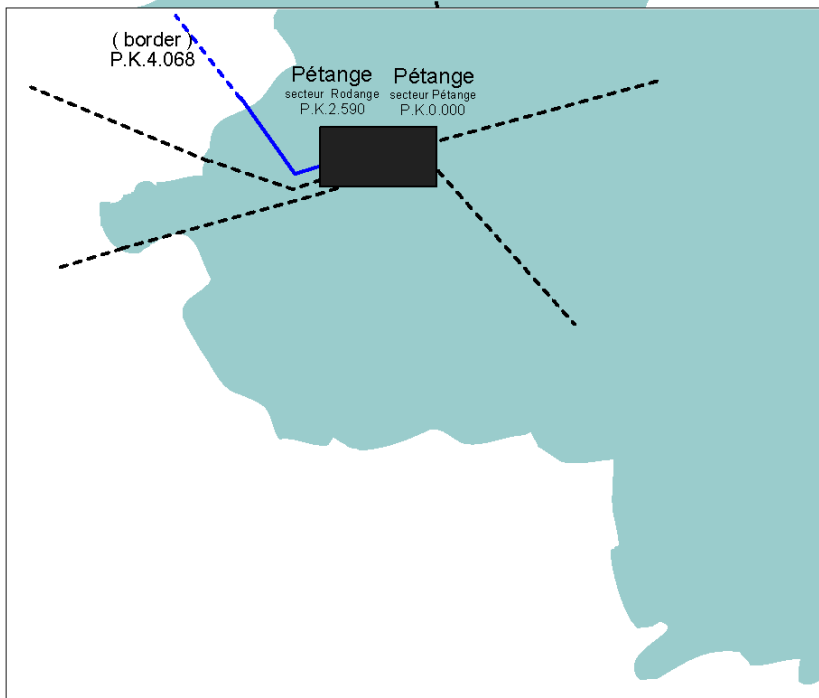 ( border )
P.K.4.068
Pétange
secteur Rodange
P.K.2.590
Pétange
secteur Pétange
P.K.0.000